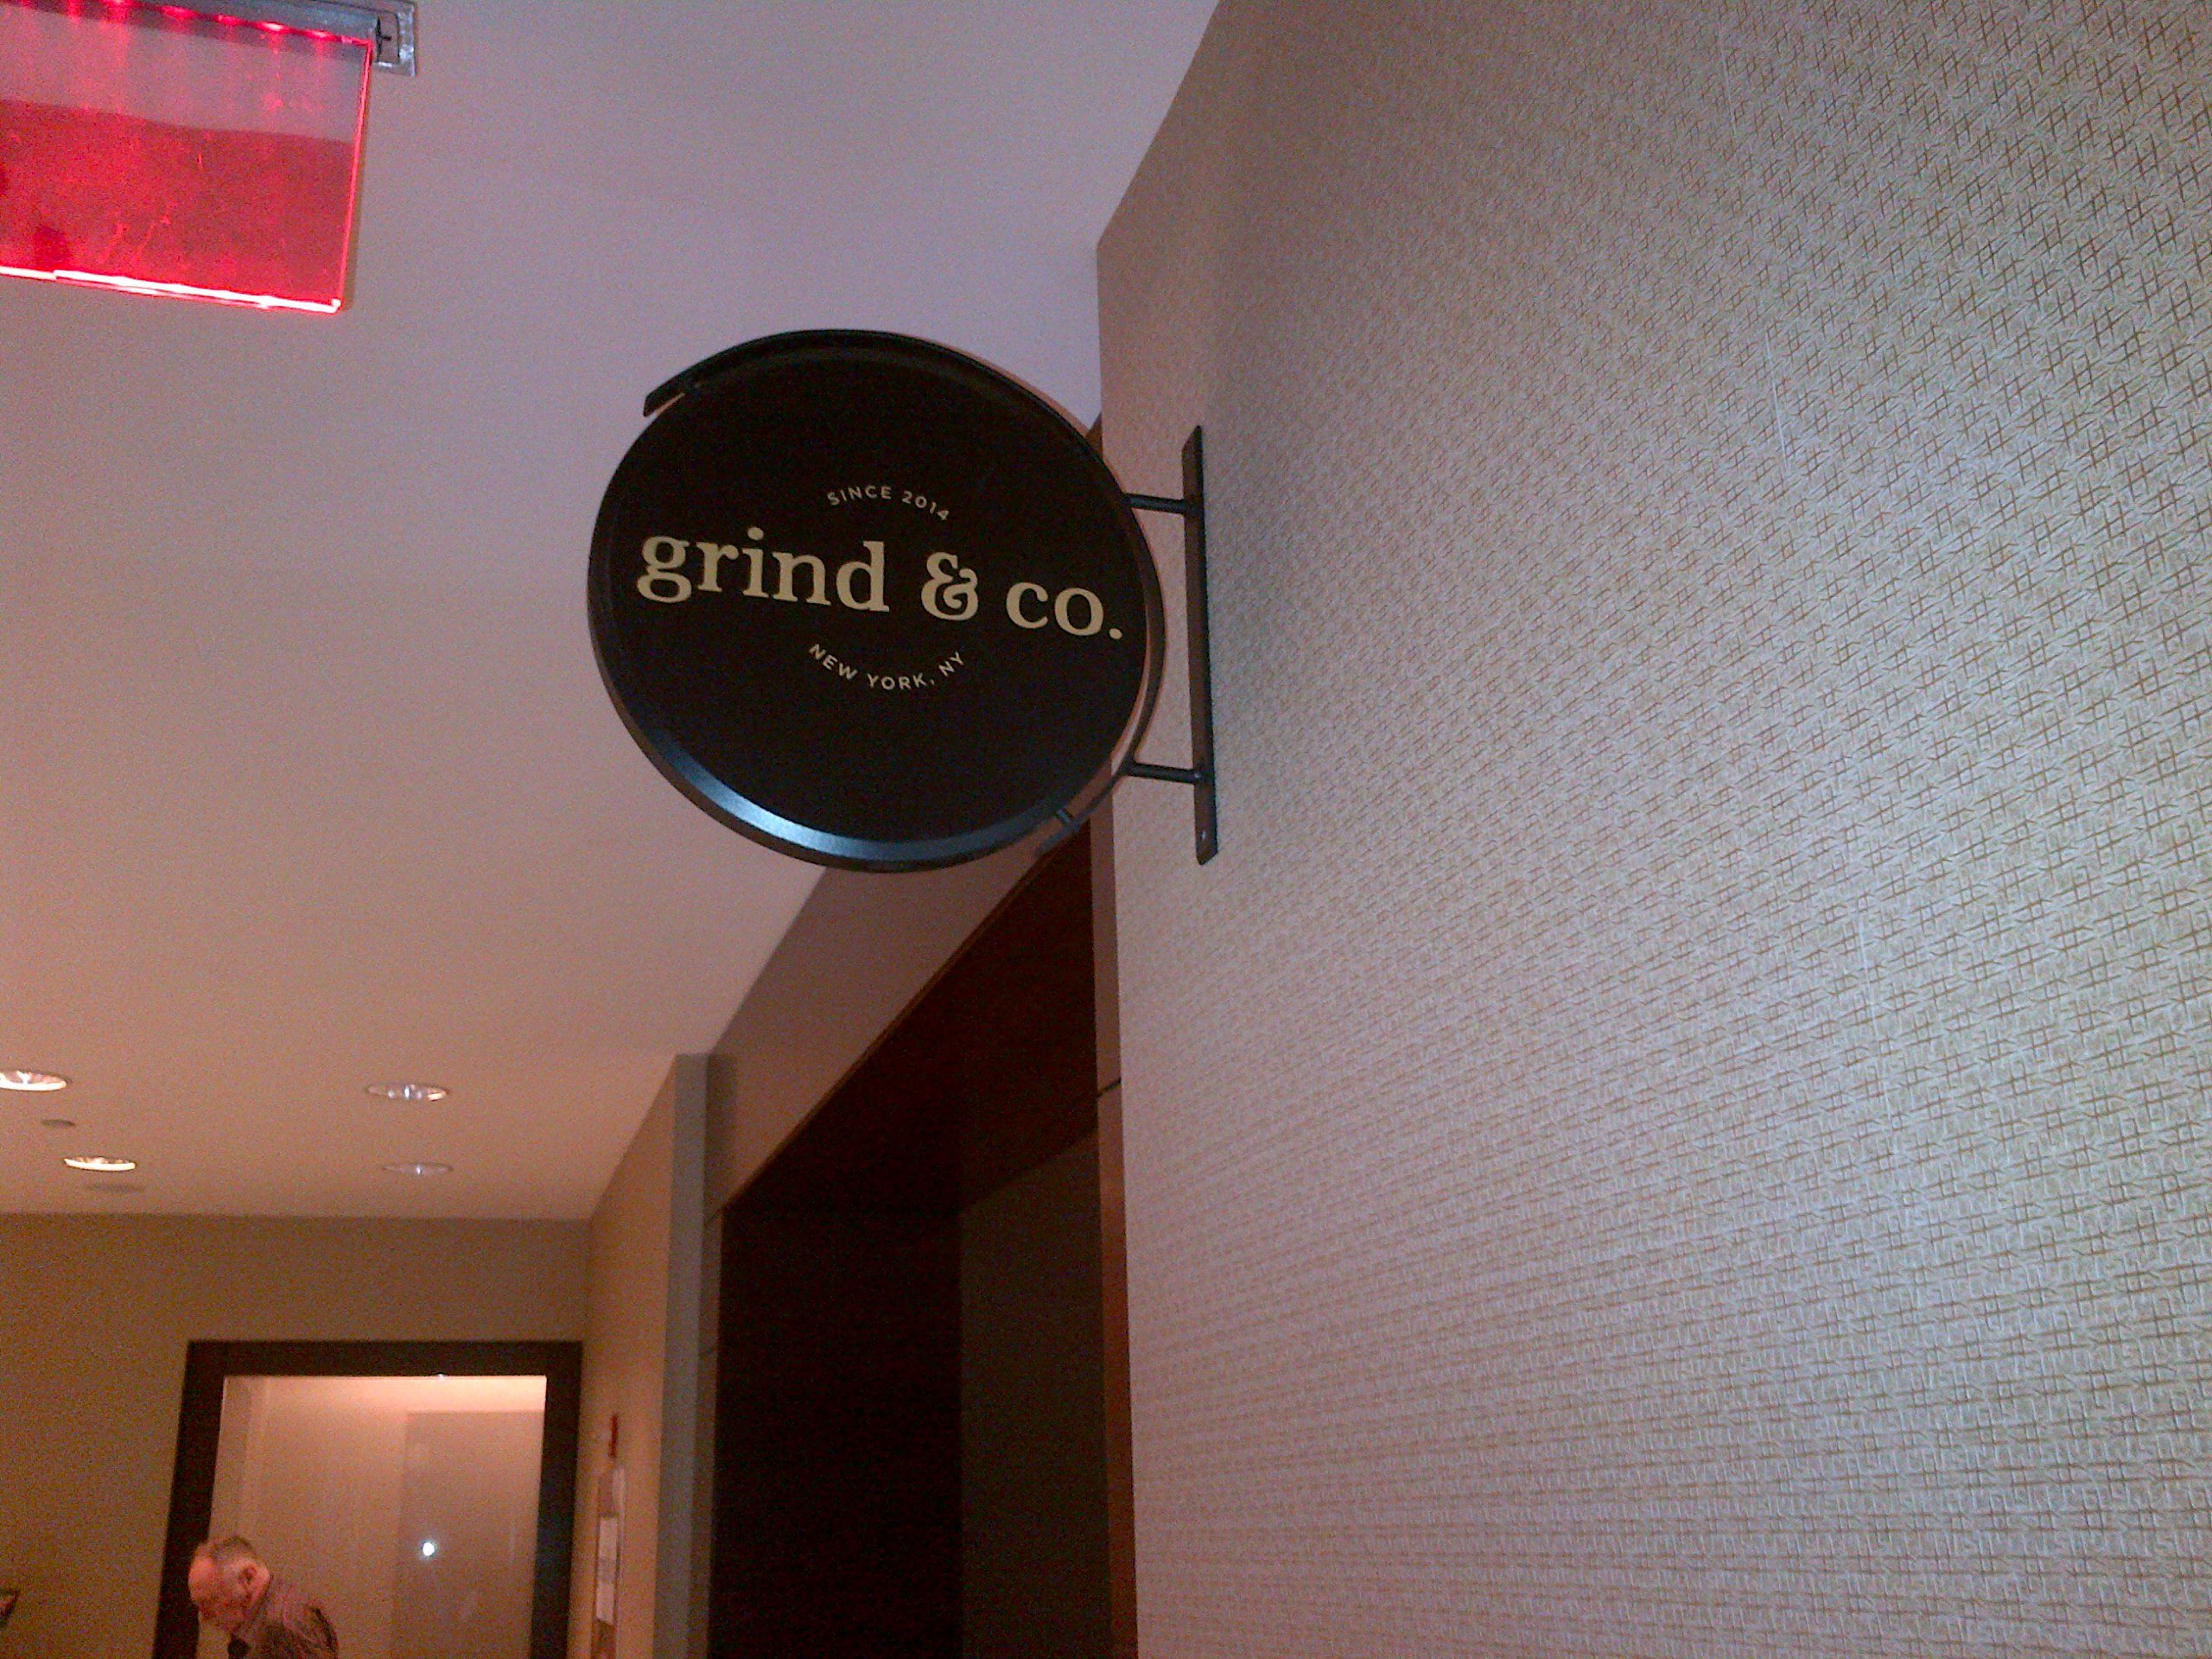 SINCE 2014
grind & co.
NEW YORK, NY